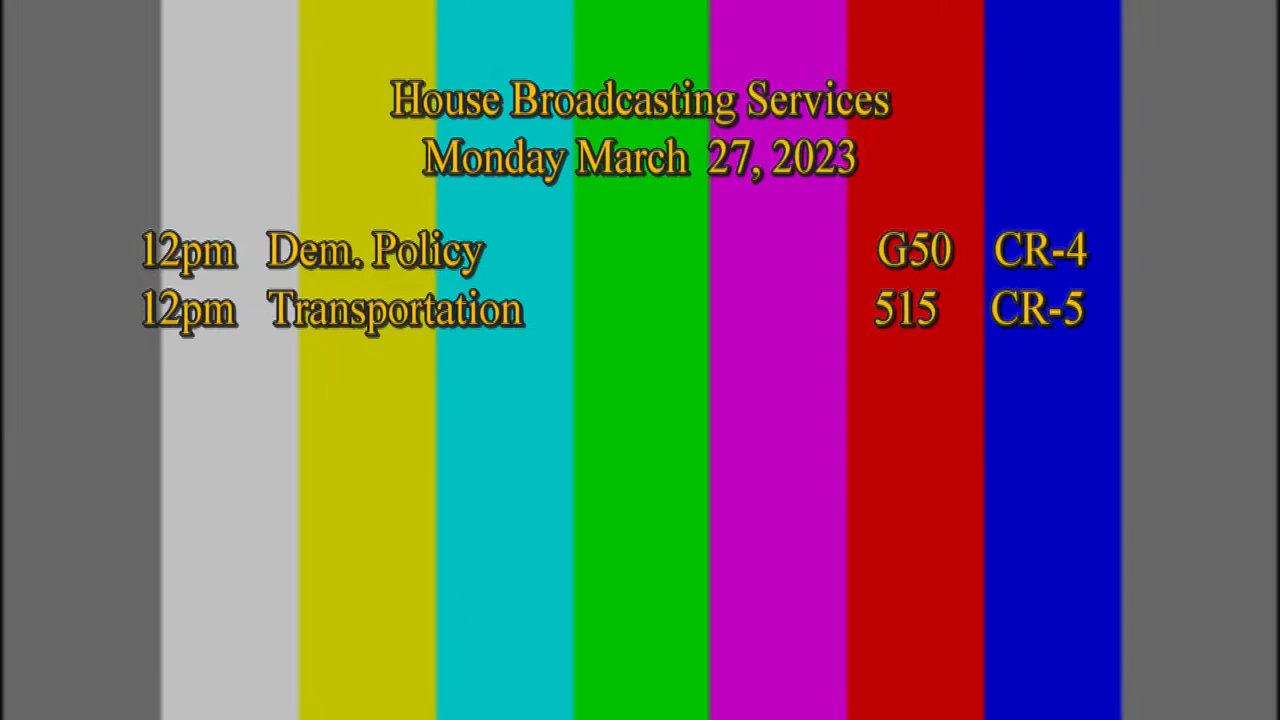 House Broadcasting Services
Monday March 27, 2023
12pm Dem. Policy G50 CR-4
12pm Transportation 515 CR-5